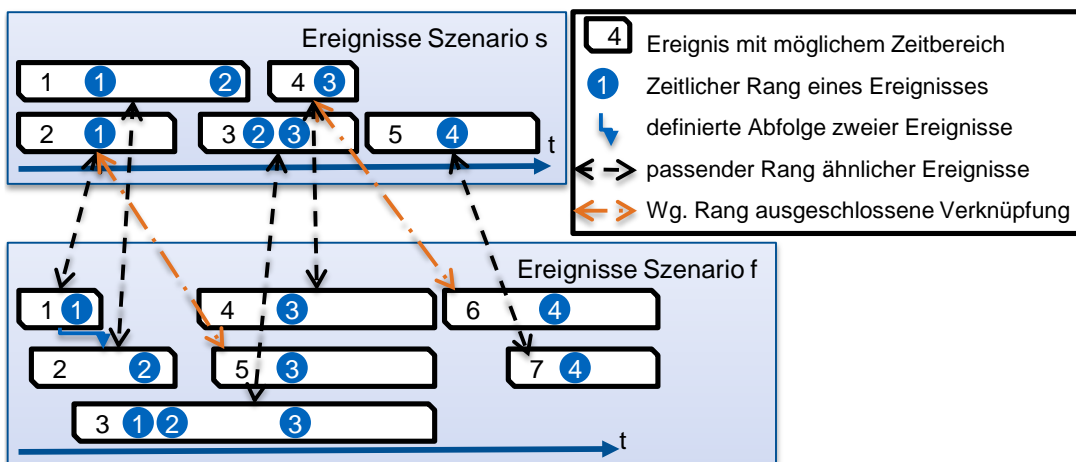 Ereignisse Szenario s
1 1 2
4 3
2 1
3 2 3
5 4
t
4 Ereignis mit möglichem Zeitbereich
1 Zeitlicher Rang eines Ereignisses
definierte Abfolge zweier Ereignisse
passender Rang ähnlicher Ereignisse
Wg. Rang ausgeschlossene Verknüpfung
Ereignisse Szenario f
1 1
4 3
6 4
2 2
5 3
7 4
3 1 2 3
t